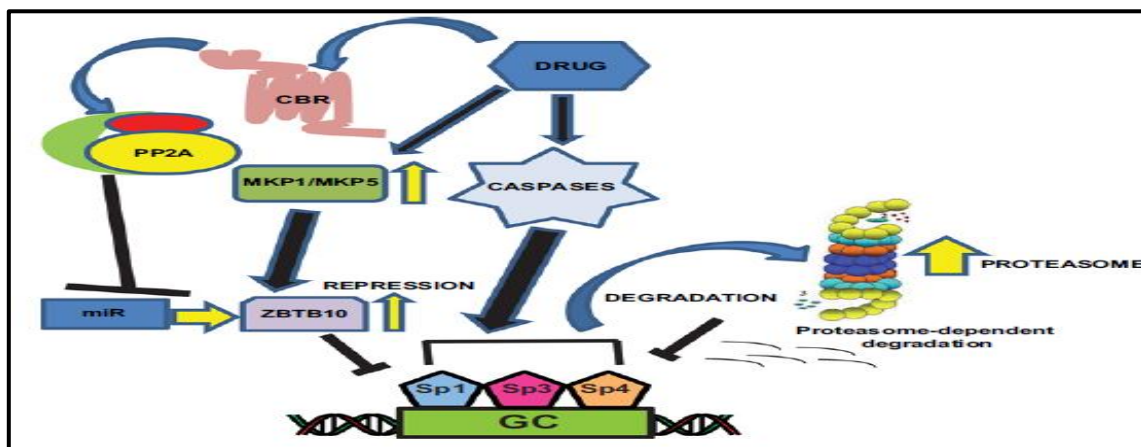 DRUG
CBR
PP2A
MKP1/MKP5
CASPASES
PROTEASOME
REPRESSION
DEGRADATION
miR
ZBTB10
Proteasome-dependent
degradation
Sp1
Sp3
Sp4
GC